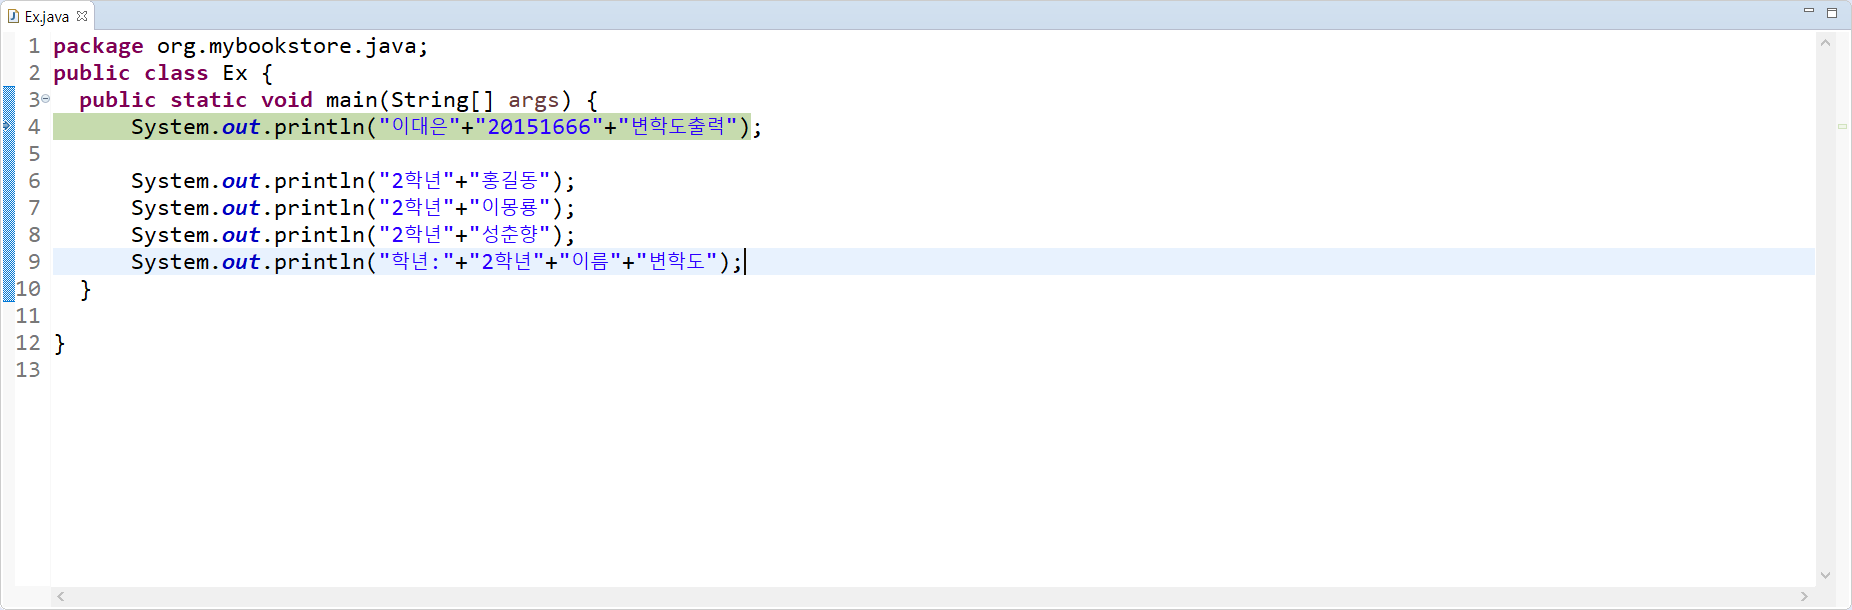 Ex.java
1 package org.mybookstore.java;
2 public class Ex {
3 public static void main(String[] args) {
4 System.out.println("이대은"+"20151666"+"변학도출력");
5
6 System.out.println("2학년"+"홍길동");
7 System.out.println("2학년"+"이몽룡");
8 System.out.println("2학년"+"성춘향");
9 System.out.println("학년:"+"2학년"+"이름"+"변학도");
10 }
11
12 }
13